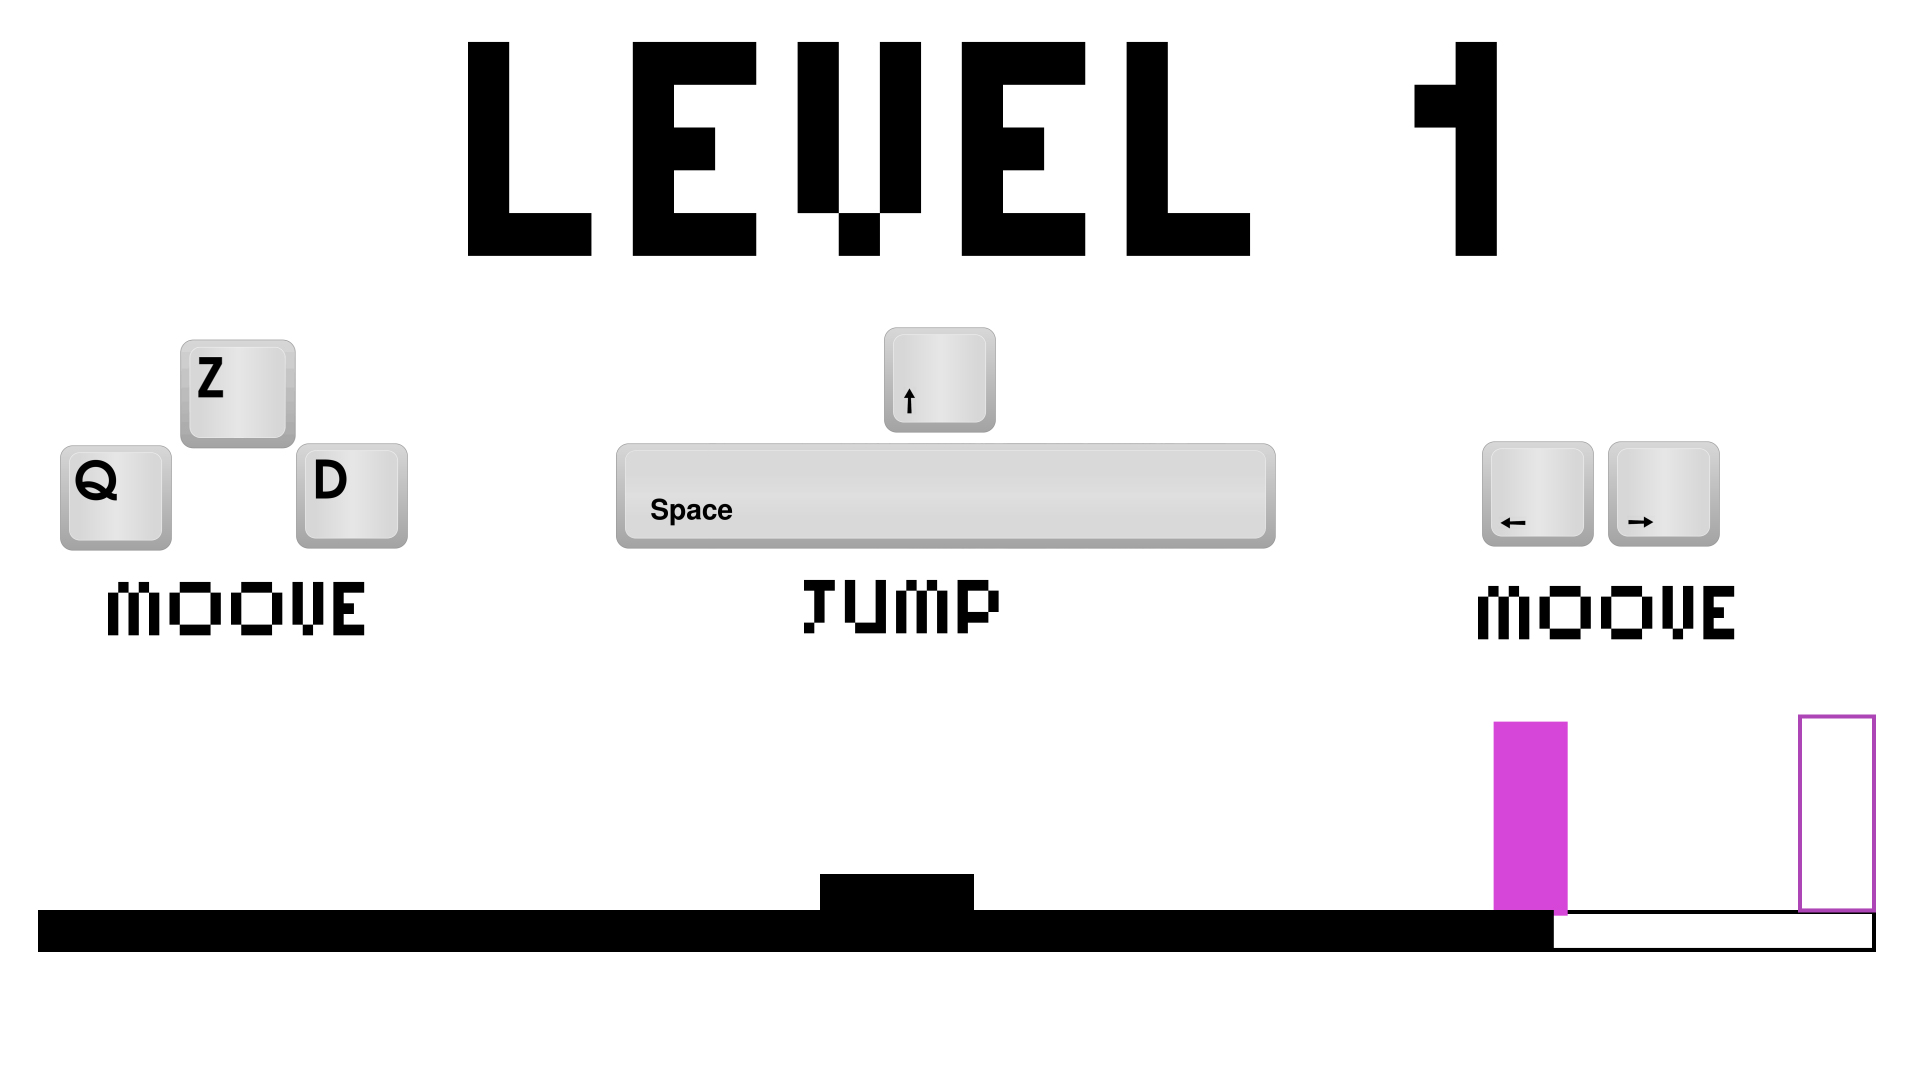 LEVEL 1
Z
Q
D
MOOVE
↑
Space
JUMP
← →
MOOVE